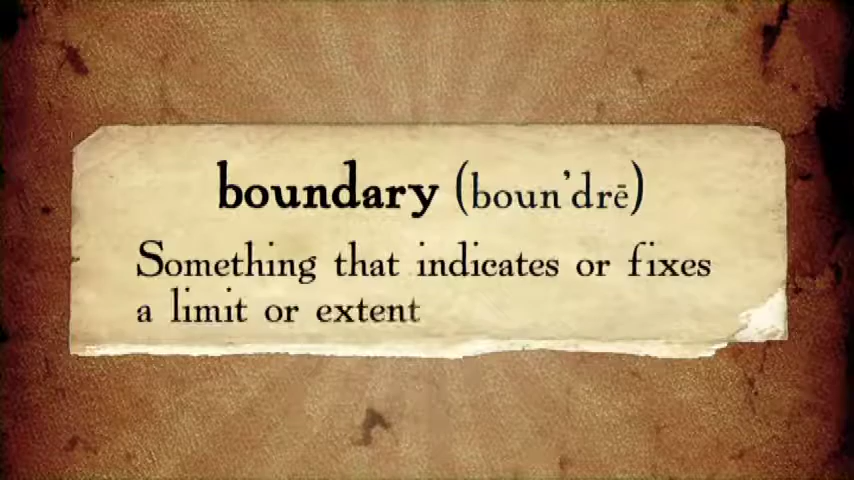 boundary (boun'drē)
Something that indicates or fixes
a limit or extent